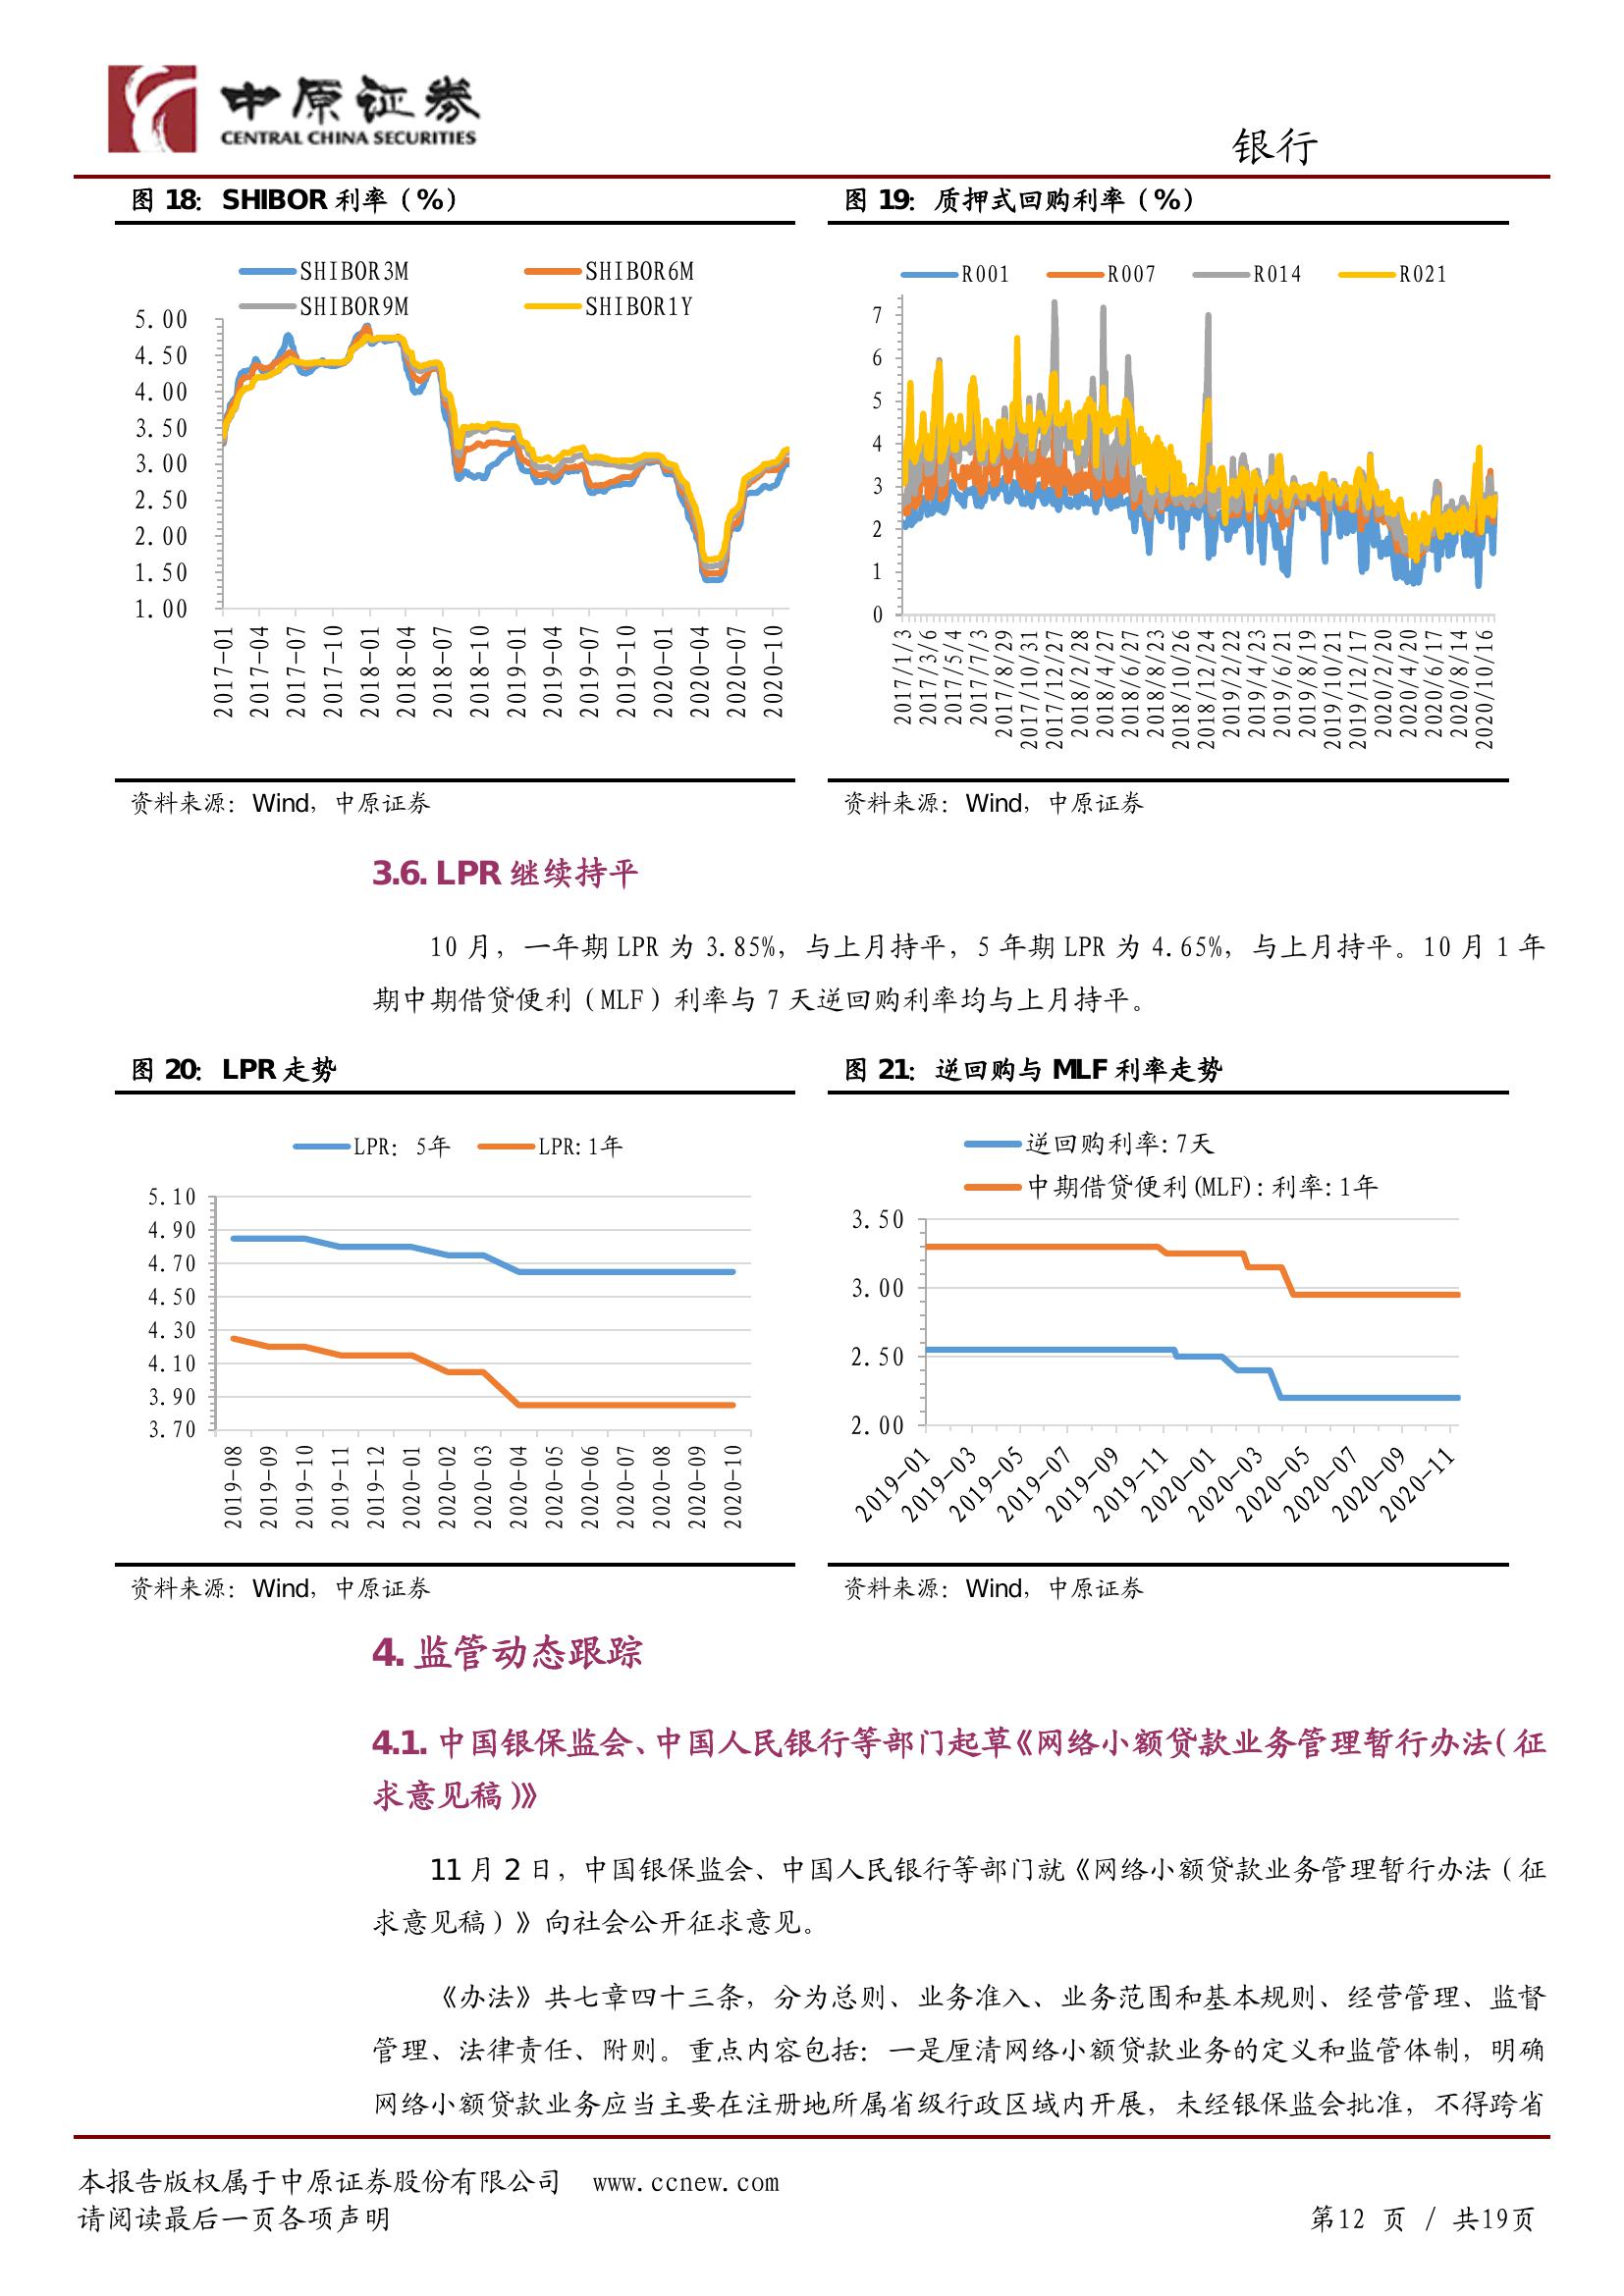 中原证券
CENTRAL CHINA SECURITIES
银行
图 18： SHIBOR 利率（%）
SHIBOR3M SHIBOR6M
SHIBOR9M SHIBOR1Y
5.00
4.50
4.00
3.50
3.00
2.50
2.00
1.50
1.00
2017-01 2017-04 2017-07 2017-10 2018-01 2018-04 2018-07 2018-10 2019-01 2019-04 2019-07 2019-10 2020-01 2020-04 2020-07 2020-10
资料来源：Wind，中原证券
图 19： 质押式回购利率（%）
R001 R007 R014 R021
7
6
5
4
3
2
1
0
2017/1/3 2017/3/6 2017/5/4 2017/7/3 2017/8/29 2017/10/31 2017/12/27 2018/2/28 2018/4/27 2018/6/27 2018/8/23 2018/10/26 2018/12/24 2019/2/22 2019/4/23 2019/6/21 2019/8/19 2019/10/21 2019/12/17 2020/2/20 2020/4/20 2020/6/17 2020/8/14 2020/10/16
资料来源：Wind，中原证券
3.6. LPR 继续持平
10 月，一年期 LPR 为 3.85%，与上月持平，5 年期 LPR 为 4.65%，与上月持平。10 月 1 年
期中期借贷便利（MLF）利率与 7 天逆回购利率均与上月持平。
图 20： LPR 走势
LPR: 5年 LPR:1年
5.10
4.90
4.70
4.50
4.30
4.10
3.90
3.70
2019-08 2019-09 2019-10 2019-11 2019-12 2020-01 2020-02 2020-03 2020-04 2020-05 2020-06 2020-07 2020-08 2020-09 2020-10
资料来源：Wind，中原证券
图 21： 逆回购与 MLF 利率走势
逆回购利率:7天
中期借贷便利(MLF):利率:1年
3.50
3.00
2.50
2.00
2019-01 2019-03 2019-05 2019-07 2019-09 2019-11 2020-01 2020-03 2020-05 2020-07 2020-09 2020-11
资料来源：Wind，中原证券
4. 监管动态跟踪
4.1. 中国银保监会、中国人民银行等部门起草《网络小额贷款业务管理暂行办法（征
求意见稿）》
11 月 2 日，中国银保监会、中国人民银行等部门就《网络小额贷款业务管理暂行办法（征
求意见稿）》向社会公开征求意见。
《办法》共七章四十三条，分为总则、业务准入、业务范围和基本规则、经营管理、监督
管理、法律责任、附则。重点内容包括：一是厘清网络小额贷款业务的定义和监管体制，明确
网络小额贷款业务应当主要在注册地所属省级行政区域内开展，未经银保监会批准，不得跨省
本报告版权属于中原证券股份有限公司 www.ccnew.com
请阅读最后一页各项声明
第12 页 / 共19页